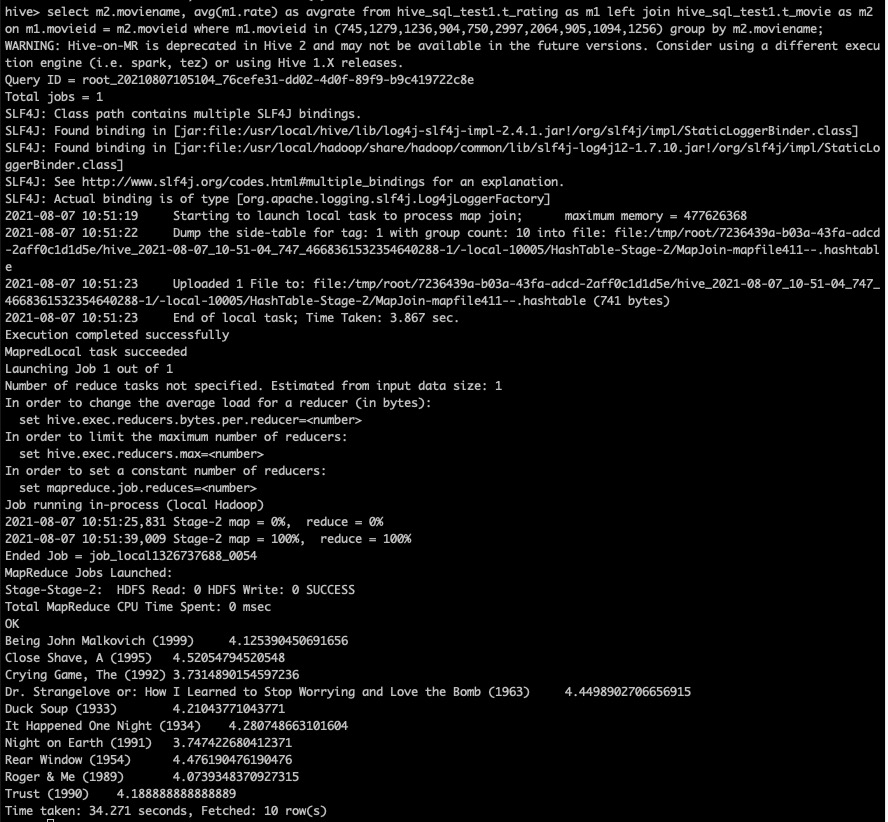 hive> select m2.moviename, avg(m1.rate) as avgrate from hive_sql_test1.t_rating as m1 left join hive_sql_test1.t_movie as m2
on m1.movieid = m2.movieid where m1.movieid in (745,1279,1236,904,750,2997,2064,905,1094,1256) group by m2.moviename;
WARNING: Hive-on-MR is deprecated in Hive 2 and may not be available in the future versions. Consider using a different execu
tion engine (i.e. spark, tez) or using Hive 1.X releases.
Query ID = root_20210807105104_76cefe31-dd02-4d0f-89f9-b9c419722c8e
Total jobs = 1
SLF4J: Class path contains multiple SLF4J bindings.
SLF4J: Found binding in [jar:file:/usr/local/hive/lib/log4j-slf4j-impl-2.4.1.jar!/org/slf4j/impl/StaticLoggerBinder.class]
SLF4J: Found binding in [jar:file:/usr/local/hadoop/share/hadoop/common/lib/slf4j-log4j12-1.7.10.jar!/org/slf4j/impl/StaticLo
ggerBinder.class]
SLF4J: See http://www.slf4j.org/codes.html#multiple_bindings for an explanation.
SLF4J: Actual binding is of type [org.apache.logging.slf4j.Log4jLoggerFactory]
2021-08-07 10:51:19 Starting to launch local task to process map join; maximum memory = 477626368
2021-08-07 10:51:22 Dump the side-table for tag: 1 with group count: 10 into file: file:/tmp/root/7236439a-b03a-43fa-adcd
-2aff0c1d1d5e/hive_2021-08-07_10-51-04_747_4668361532354640288-1/-local-10005/HashTable-Stage-2/MapJoin-mapfile411--.hashtabl
e
2021-08-07 10:51:23 Uploaded 1 File to: file:/tmp/root/7236439a-b03a-43fa-adcd-2aff0c1d1d5e/hive_2021-08-07_10-51-04_747_
4668361532354640288-1/-local-10005/HashTable-Stage-2/MapJoin-mapfile411--.hashtable (741 bytes)
2021-08-07 10:51:23 End of local task; Time Taken: 3.867 sec.
Execution completed successfully
MapredLocal task succeeded
Launching Job 1 out of 1
Number of reduce tasks not specified. Estimated from input data size: 1
In order to change the average load for a reducer (in bytes):
  set hive.exec.reducers.bytes.per.reducer=<number>
In order to limit the maximum number of reducers:
  set hive.exec.reducers.max=<number>
In order to set a constant number of reducers:
  set mapreduce.job.reduces=<number>
Job running in-process (local Hadoop)
2021-08-07 10:51:25,831 Stage-2 map = 0%, reduce = 0%
2021-08-07 10:51:39,009 Stage-2 map = 100%, reduce = 100%
Ended Job = job_local1326737688_0054
MapReduce Jobs Launched:
Stage-Stage-2: HDFS Read: 0 HDFS Write: 0 SUCCESS
Total MapReduce CPU Time Spent: 0 msec
OK
Being John Malkovich (1999) 4.125390450691656
Close Shave, A (1995) 4.52054794520548
Crying Game, The (1992) 3.7314890154597236
Dr. Strangelove or: How I Learned to Stop Worrying and Love the Bomb (1963) 4.4498902706656915
Duck Soup (1933) 4.21043771043771
It Happened One Night (1934) 4.280748663101604
Night on Earth (1991) 3.747422680412371
Rear Window (1954) 4.476190476190476
Roger & Me (1989) 4.0739348370927315
Trust (1990) 4.188888888888889
Time taken: 34.271 seconds, Fetched: 10 row(s)